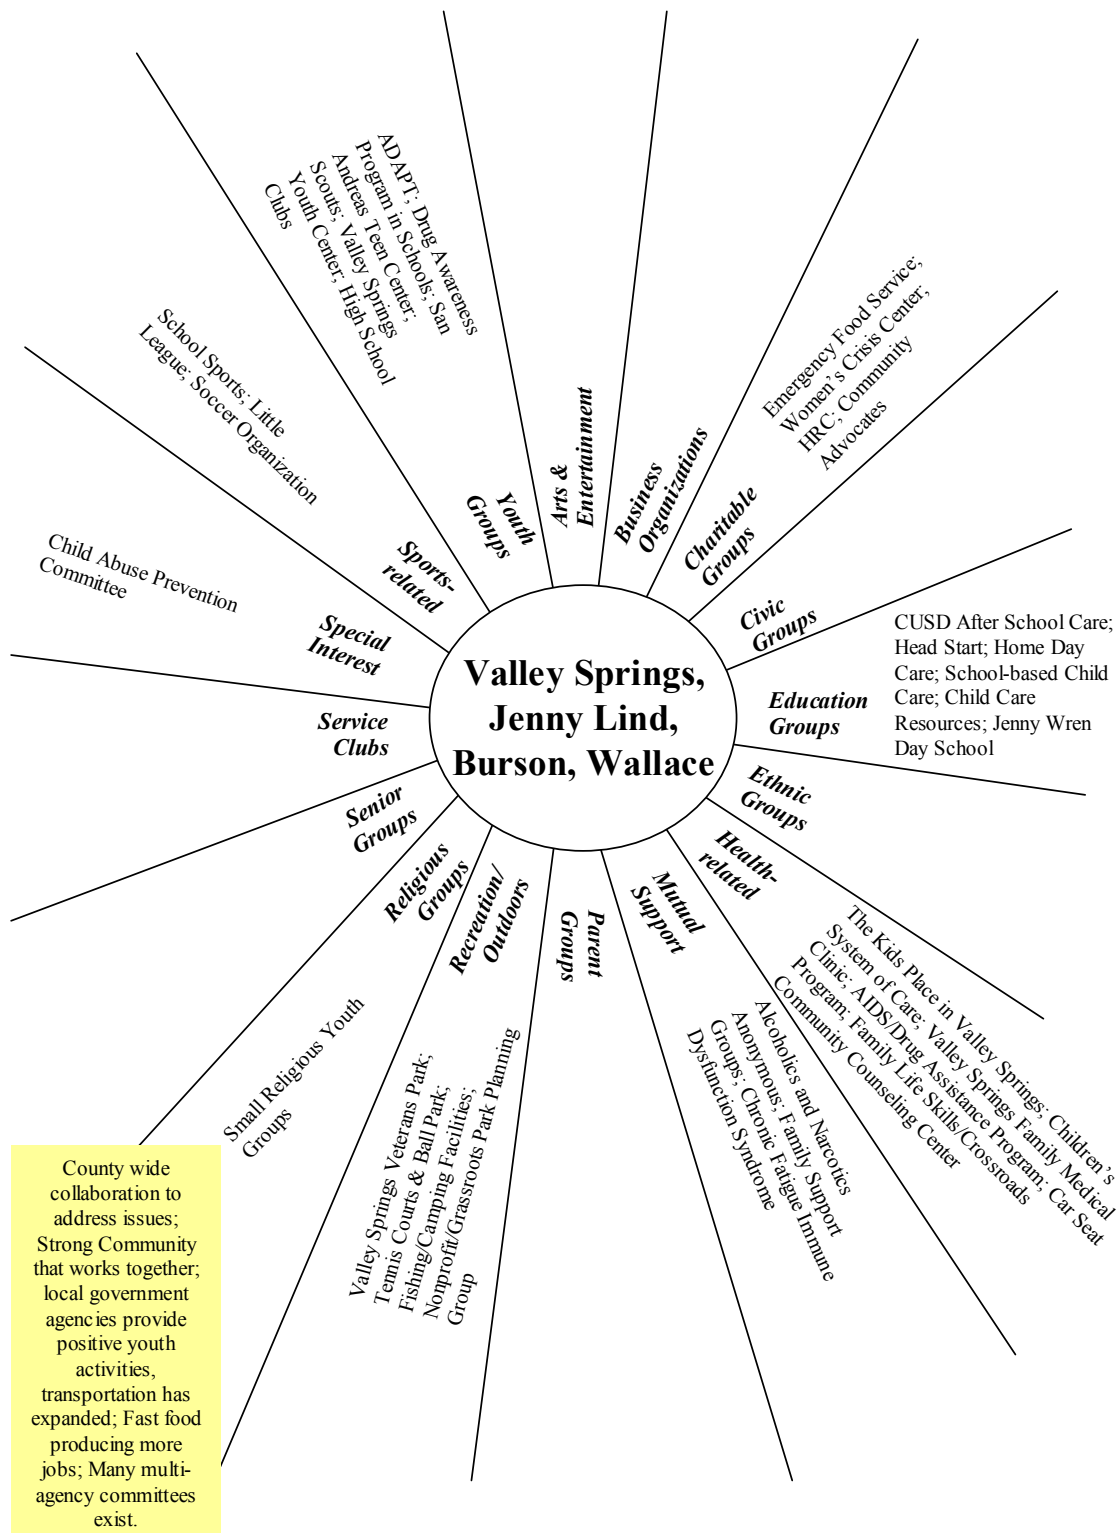 ADAPT; Drug Awareness
Program in Schools; San
Andreas Teen Center;
Scouts; Valley Springs
Youth Center; High School
Clubs
Youth
Groups
Arts &
Entertainment
Business
Organizations
Emergency Food Service;
Women's Crisis Center;
HRC; Community
Advocates
Charitable
Groups
Civic
Groups
CUSD After School Care;
Head Start; Home Day
Care; School-based Child
Care; Child Care
Resources; Jenny Wren
Day School
Education
Groups
Ethnic
Groups
Health-
related
The Kids Place in Valley Springs; Children's
System of Care; Valley Springs Family Medical
Clinic; AIDS/Drug Assistance Program; Car Seat
Program; Family Life Skills/Crossroads
Community Counseling Center
Mutual
Support
Alcoholics and Narcotics
Anonymous; Family Support
Groups; Chronic Fatigue Immune
Dysfunction Syndrome
Parent
Groups
Recreation/
Outdoors
Valley Springs Veterans Park;
Tennis Courts & Ball Park;
Fishing/Camping Facilities;
Nonprofit/Grassroots Park Planning
Group
Religious
Groups
Small Religious Youth
Groups
Senior
Groups
Service
Clubs
Special
Interest
Child Abuse Prevention
Committee
Sports-
related
School Sports; Little
League; Soccer Organization
Valley Springs,
Jenny Lind,
Burson, Wallace
County wide
collaboration to
address issues;
Strong Community
that works together;
local government
agencies provide
positive youth
activities,
transportation has
expanded; Fast food
producing more
jobs; Many multi-
agency committees
exist.